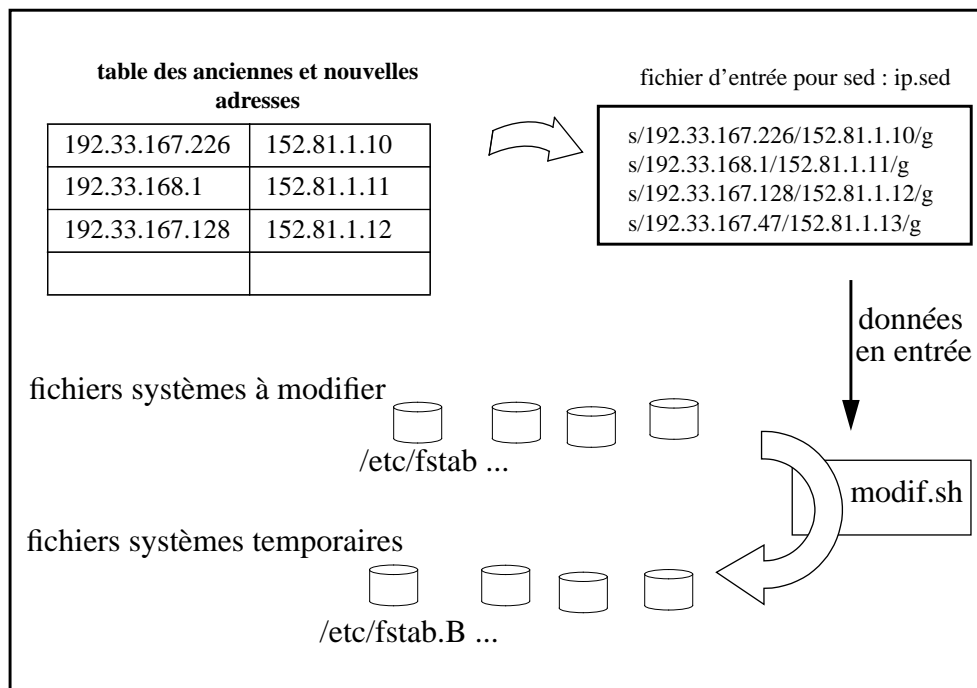 table des anciennes et nouvelles
adresses
192.33.167.226 152.81.1.10
192.33.168.1 152.81.1.11
192.33.167.128 152.81.1.12
fichier d'entrée pour sed : ip.sed
s/192.33.167.226/152.81.1.10/g
s/192.33.168.1/152.81.1.11/g
s/192.33.167.128/152.81.1.12/g
s/192.33.167.47/152.81.1.13/g
données
en entrée
fichiers systèmes à modifier
/etc/fstab ...
modif.sh
fichiers systèmes temporaires
/etc/fstab.B ...